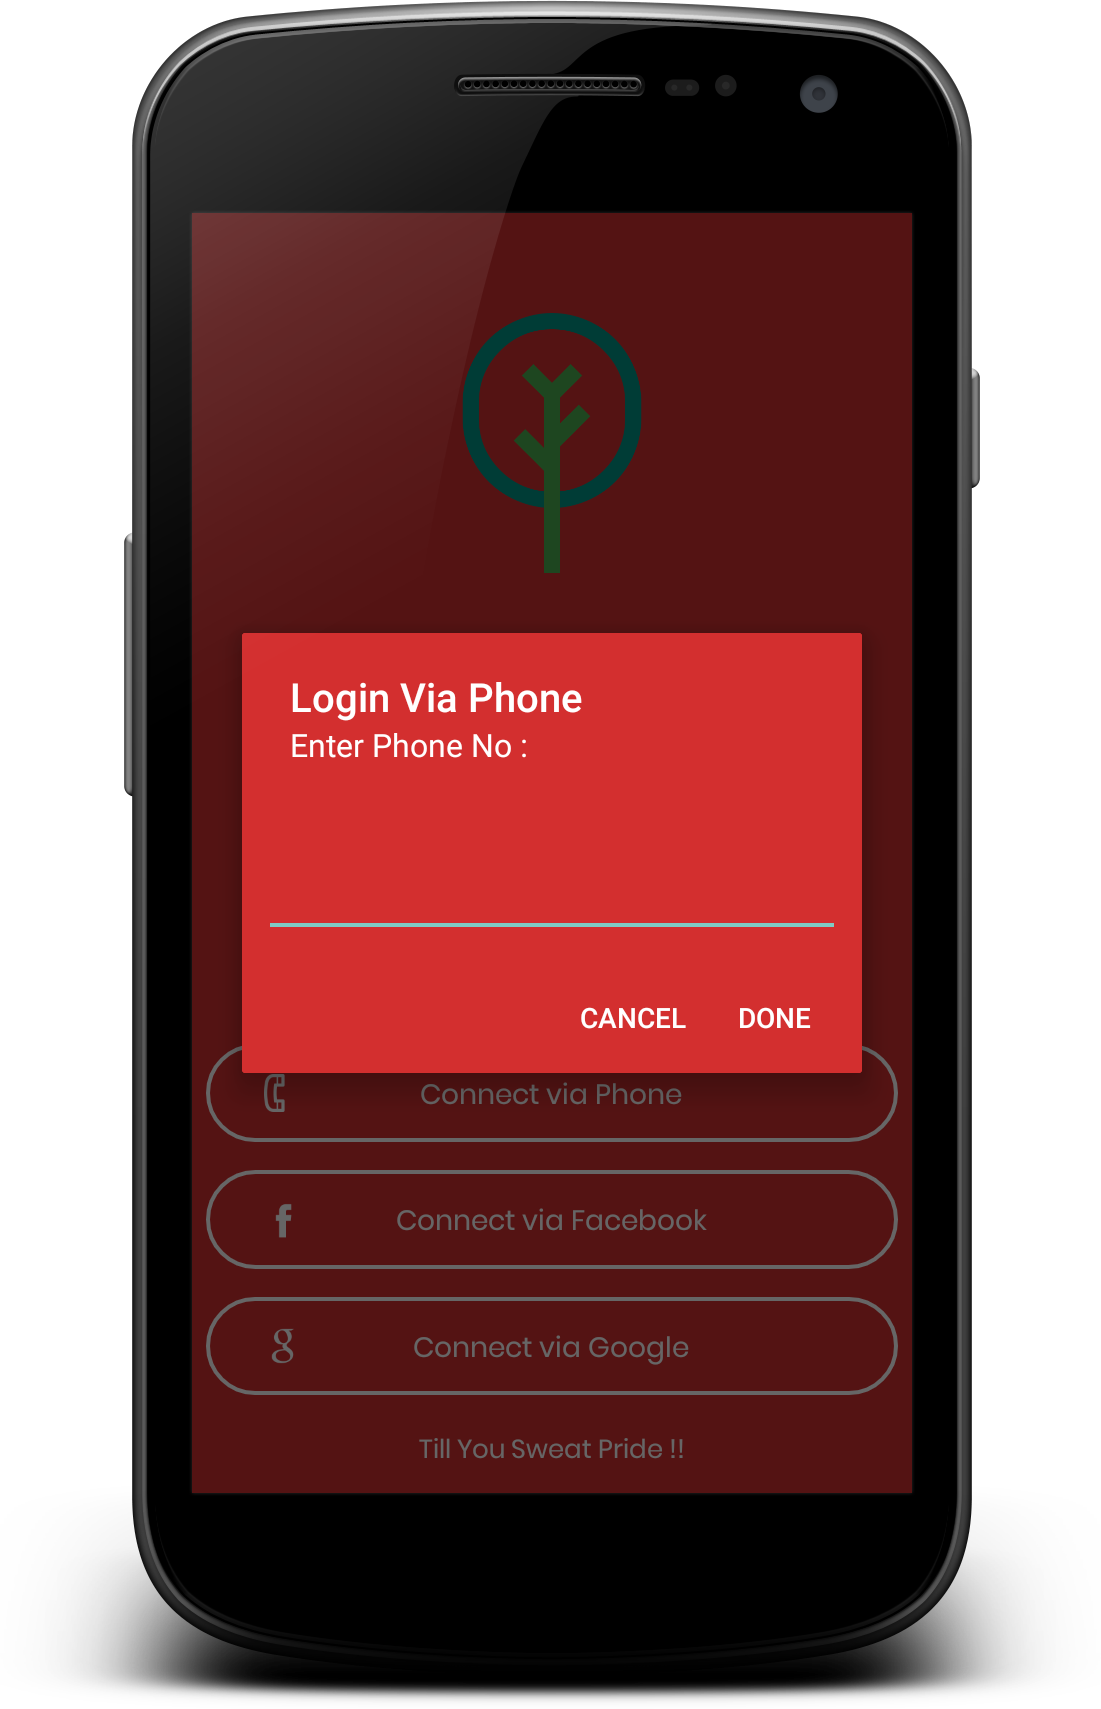 Login Via Phone
Enter Phone No :
CANCEL DONE
Connect via Phone
f Connect via Facebook
g Connect via Google
Till You Sweat Pride !!